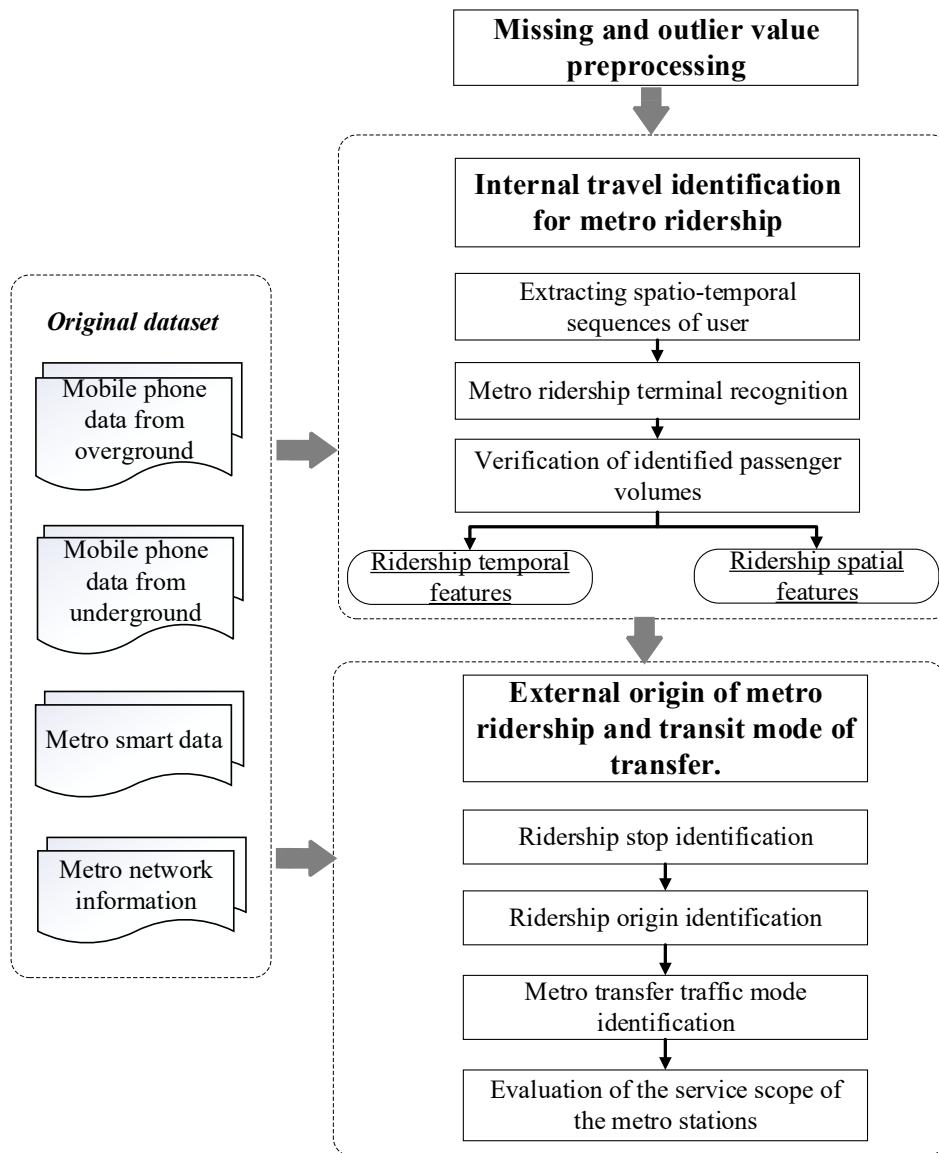 Missing and outlier value
preprocessing
Internal travel identification
for metro ridership
Extracting spatio-temporal
sequences of user
Metro ridership terminal recognition
Verification of identified passenger
volumes
Ridership temporal
features
Ridership spatial
features
Original dataset
Mobile phone
data from
overground
Mobile phone
data from
underground
Metro smart data
Metro network
information
External origin of metro
ridership and transit mode of
transfer.
Ridership stop identification
Ridership origin identification
Metro transfer traffic mode
identification
Evaluation of the service scope of
the metro stations